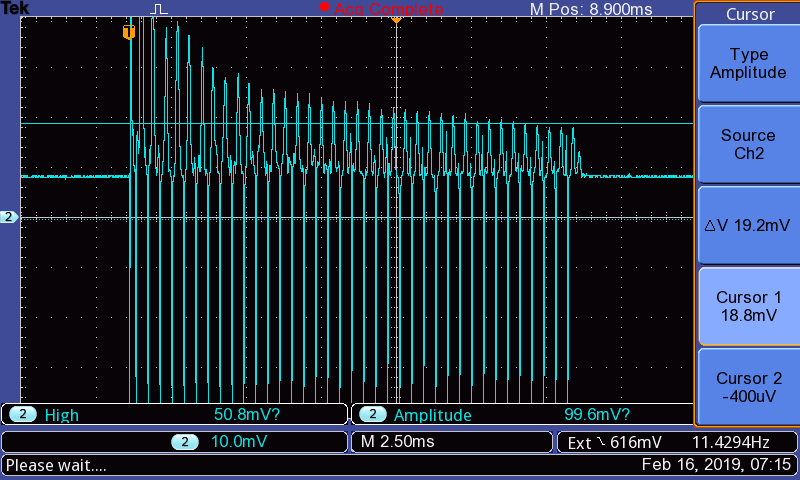 Tek
Acq Complete
M Pos: 8.900ms
Cursor
T
Type
Amplitude
Source
Ch2
2
△V 19.2mV
Cursor 1
18.8mV
Cursor 2
-400uV
2 High 50.8mV?
2 Amplitude 99.6mV?
2 10.0mV
M 2.50ms
Ext 616mV 11.4294Hz
Please wait....
Feb 16, 2019, 07:15